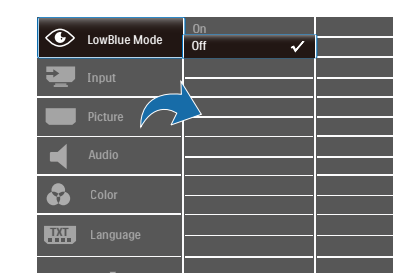 LowBlue Mode
On
Off
Input
Picture
Audio
Color
TXT
Language